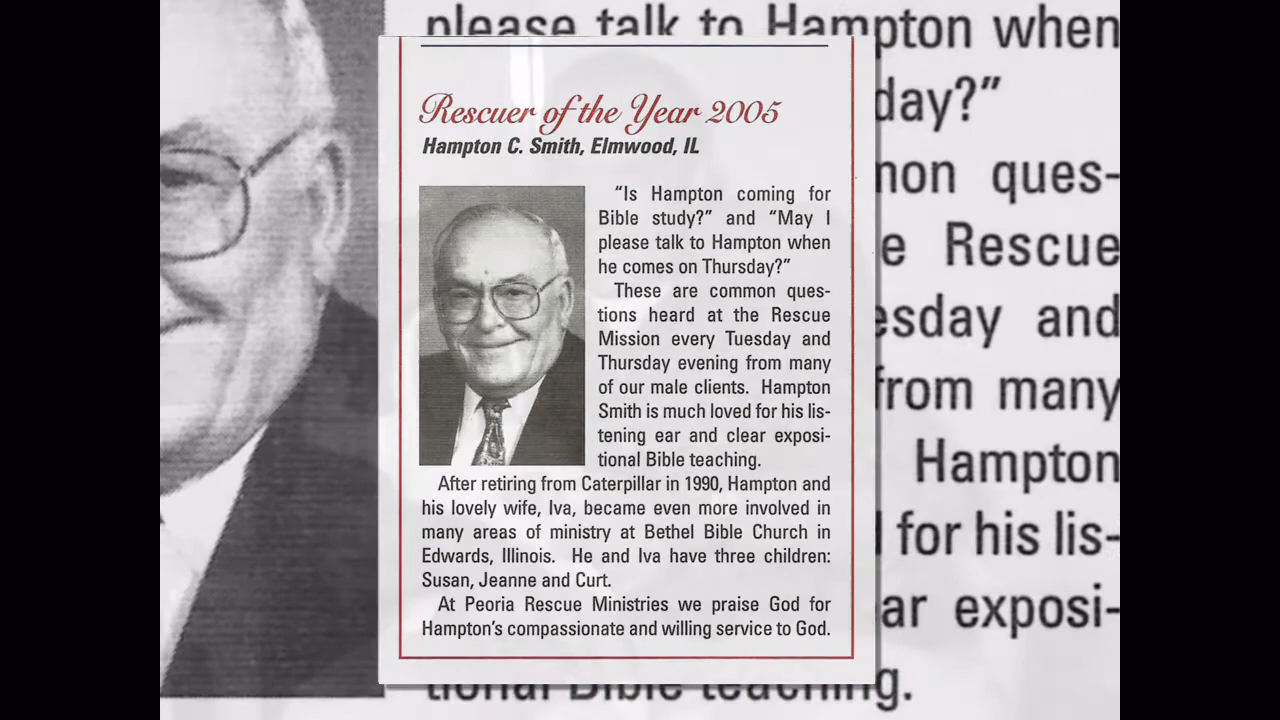 please talk to Hampton when
day?”
non ques-
e Rescue
esday and
from many
Hampton
for his lis-
ar exposi-
tional Bible teaching.
Rescuer of the Year 2005
Hampton C. Smith, Elmwood, IL
“Is Hampton coming for
Bible study?” and “May I
please talk to Hampton when
he comes on Thursday?”
These are common ques-
tions heard at the Rescue
Mission every Tuesday and
Thursday evening from many
of our male clients. Hampton
Smith is much loved for his lis-
tening ear and clear exposi-
tional Bible teaching.
After retiring from Caterpillar in 1990, Hampton and
his lovely wife, Iva, became even more involved in
many areas of ministry at Bethel Bible Church in
Edwards, Illinois. He and Iva have three children:
Susan, Jeanne and Curt.
At Peoria Rescue Ministries we praise God for
Hampton’s compassionate and willing service to God.